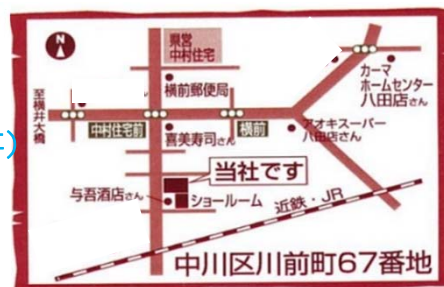 N
県営
中村住宅
横前郵便局
カーマ
ホームセンター
八田店さん
至横井大橋
中村住宅前
横前
喜美寿司さん
アオキスーパー
八田店さん
当社です
与吾酒店さん
ショールーム
近鉄・JR
中川区川前町67番地